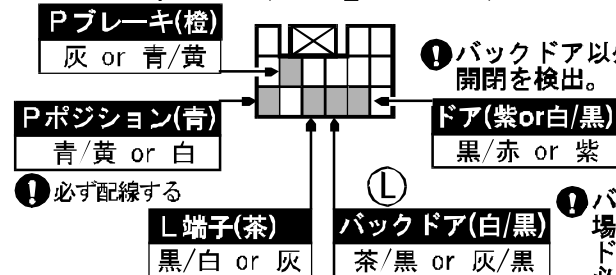 Pブレーキ(橙)
灰 or 青/黄
Pポジション(青)
青/黄 or 白
!必ず配線する
!バックドア以
開閉を検出。
ドア(紫or白/黒)
黒/赤 or 紫
L
L端子(茶)
黒/白 or 灰
バックドア(白/黒)
茶/黒 or 灰/黒
!バ
場
ド